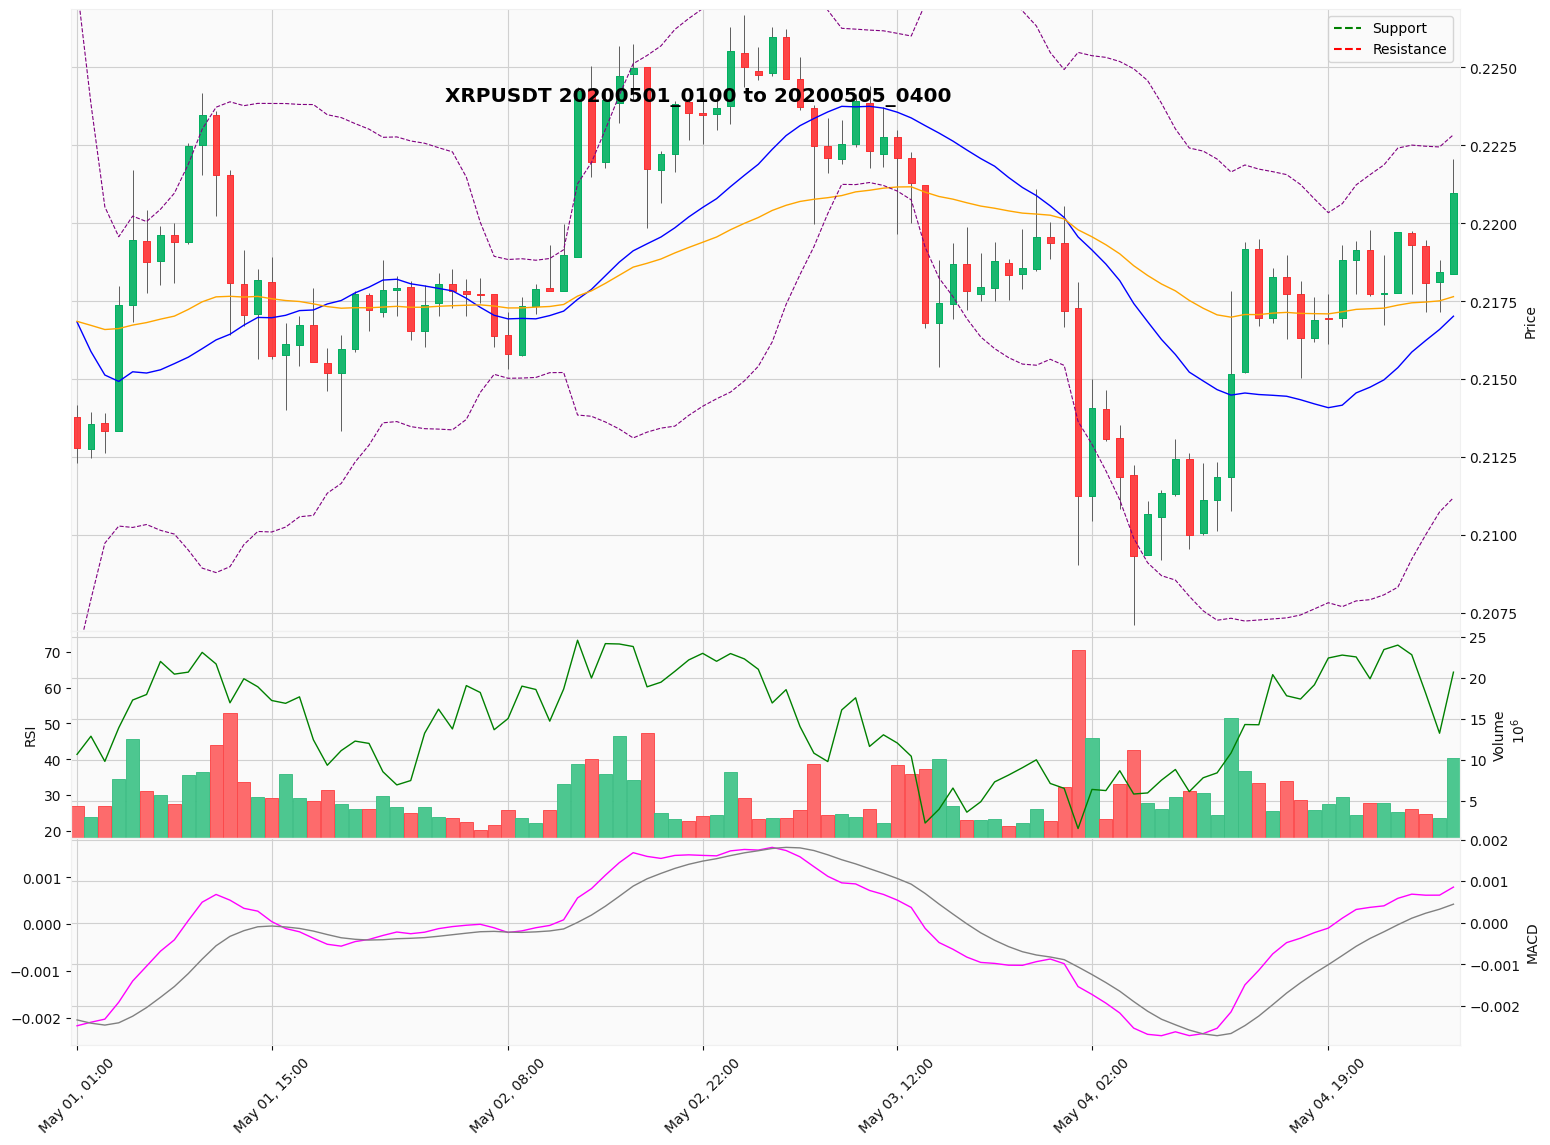 Support
Resistance
XRPUSDT 20200501_0100 to 20200505_0400
0.2250
0.2225
0.2200
0.2175
0.2150
0.2125
0.2100
0.2075
Price
70
60
50
40
30
20
RSI
25
20
15
10
5
Volume
10^6
0.001
0.000
−0.001
−0.002
0.002
0.001
0.000
−0.001
−0.002
MACD
May 01, 01:00
May 01, 15:00
May 02, 08:00
May 02, 22:00
May 03, 12:00
May 04, 02:00
May 04, 19:00